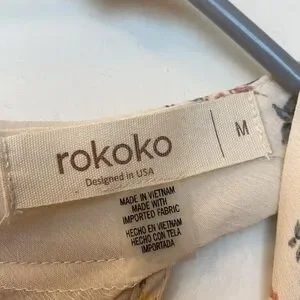 rokoko
M
Designed in USA
MADE IN VIETNAM
MADE WITH
IMPORTED FABRIC
HECHO EN VIETNAM
HECHO CON TELA
IMPORTADA